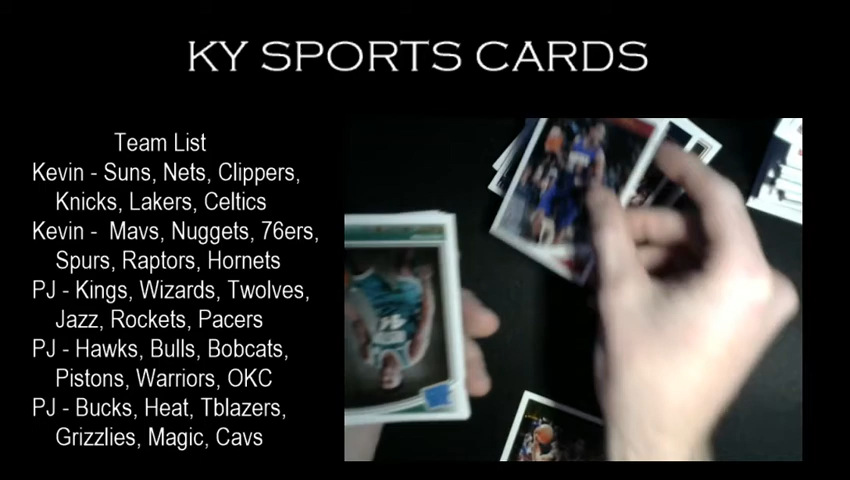 KY SPORTS CARDS
Team List
Kevin - Suns, Nets, Clippers,
Knicks, Lakers, Celtics
Kevin - Mavs, Nuggets, 76ers,
Spurs, Raptors, Hornets
PJ - Kings, Wizards, Twolves,
Jazz, Rockets, Pacers
PJ - Hawks, Bulls, Bobcats,
Pistons, Warriors, OKC
PJ - Bucks, Heat, Tblazers,
Grizzlies, Magic, Cavs